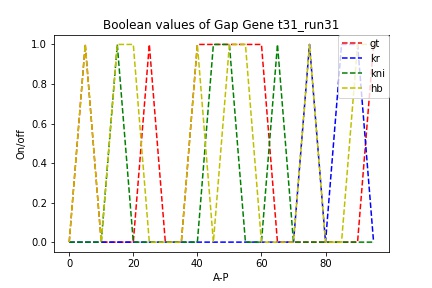 Boolean values of Gap Gene t31_run31
gt
kr
kni
hb
On/off
1.0
0.8
0.6
0.4
0.2
0.0
0 20 40 60 80
A-P